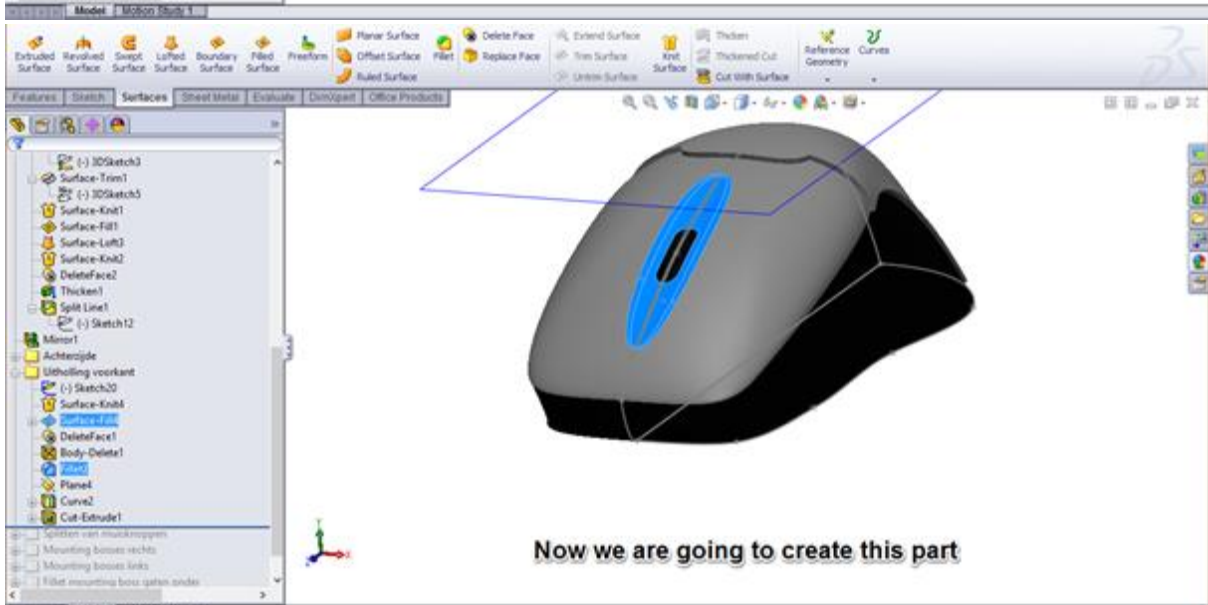 Model Motion Study 1
Extruded Surface
Revolved Surface
Swept Surface
Lofted Surface
Boundary Surface
Filled Surface
Freeform
Planar Surface
Offset Surface
Ruled Surface
Fillet
Delete Face
Replace Face
Extend Surface
Trim Surface
Untrim Surface
Knit Surface
Thicken
Thickened Cut
Cut With Surface
Reference Geometry
Curves
Features Sketch Surfaces Sheet Metal Evaluate DimXpert Office Products
(-) 3DSketch3
Surface-Trim1
(-) 3DSketch5
Surface-Knit1
Surface-Fill1
Surface-Loft3
Surface-Knit2
DeleteFace2
Thicken1
Split Line1
(-) Sketch12
Mirror1
Achterzijde
Uitholling voorkant
(-) Sketch20
Surface-Knit4
DeleteFace1
Body-Delete1
Plane4
Curve2
Cut-Extrude1
Splitten van muisknoppen
Mounting bosses rechts
Mounting bosses links
Fillet mounting boss gaten onder
Now we are going to create this part